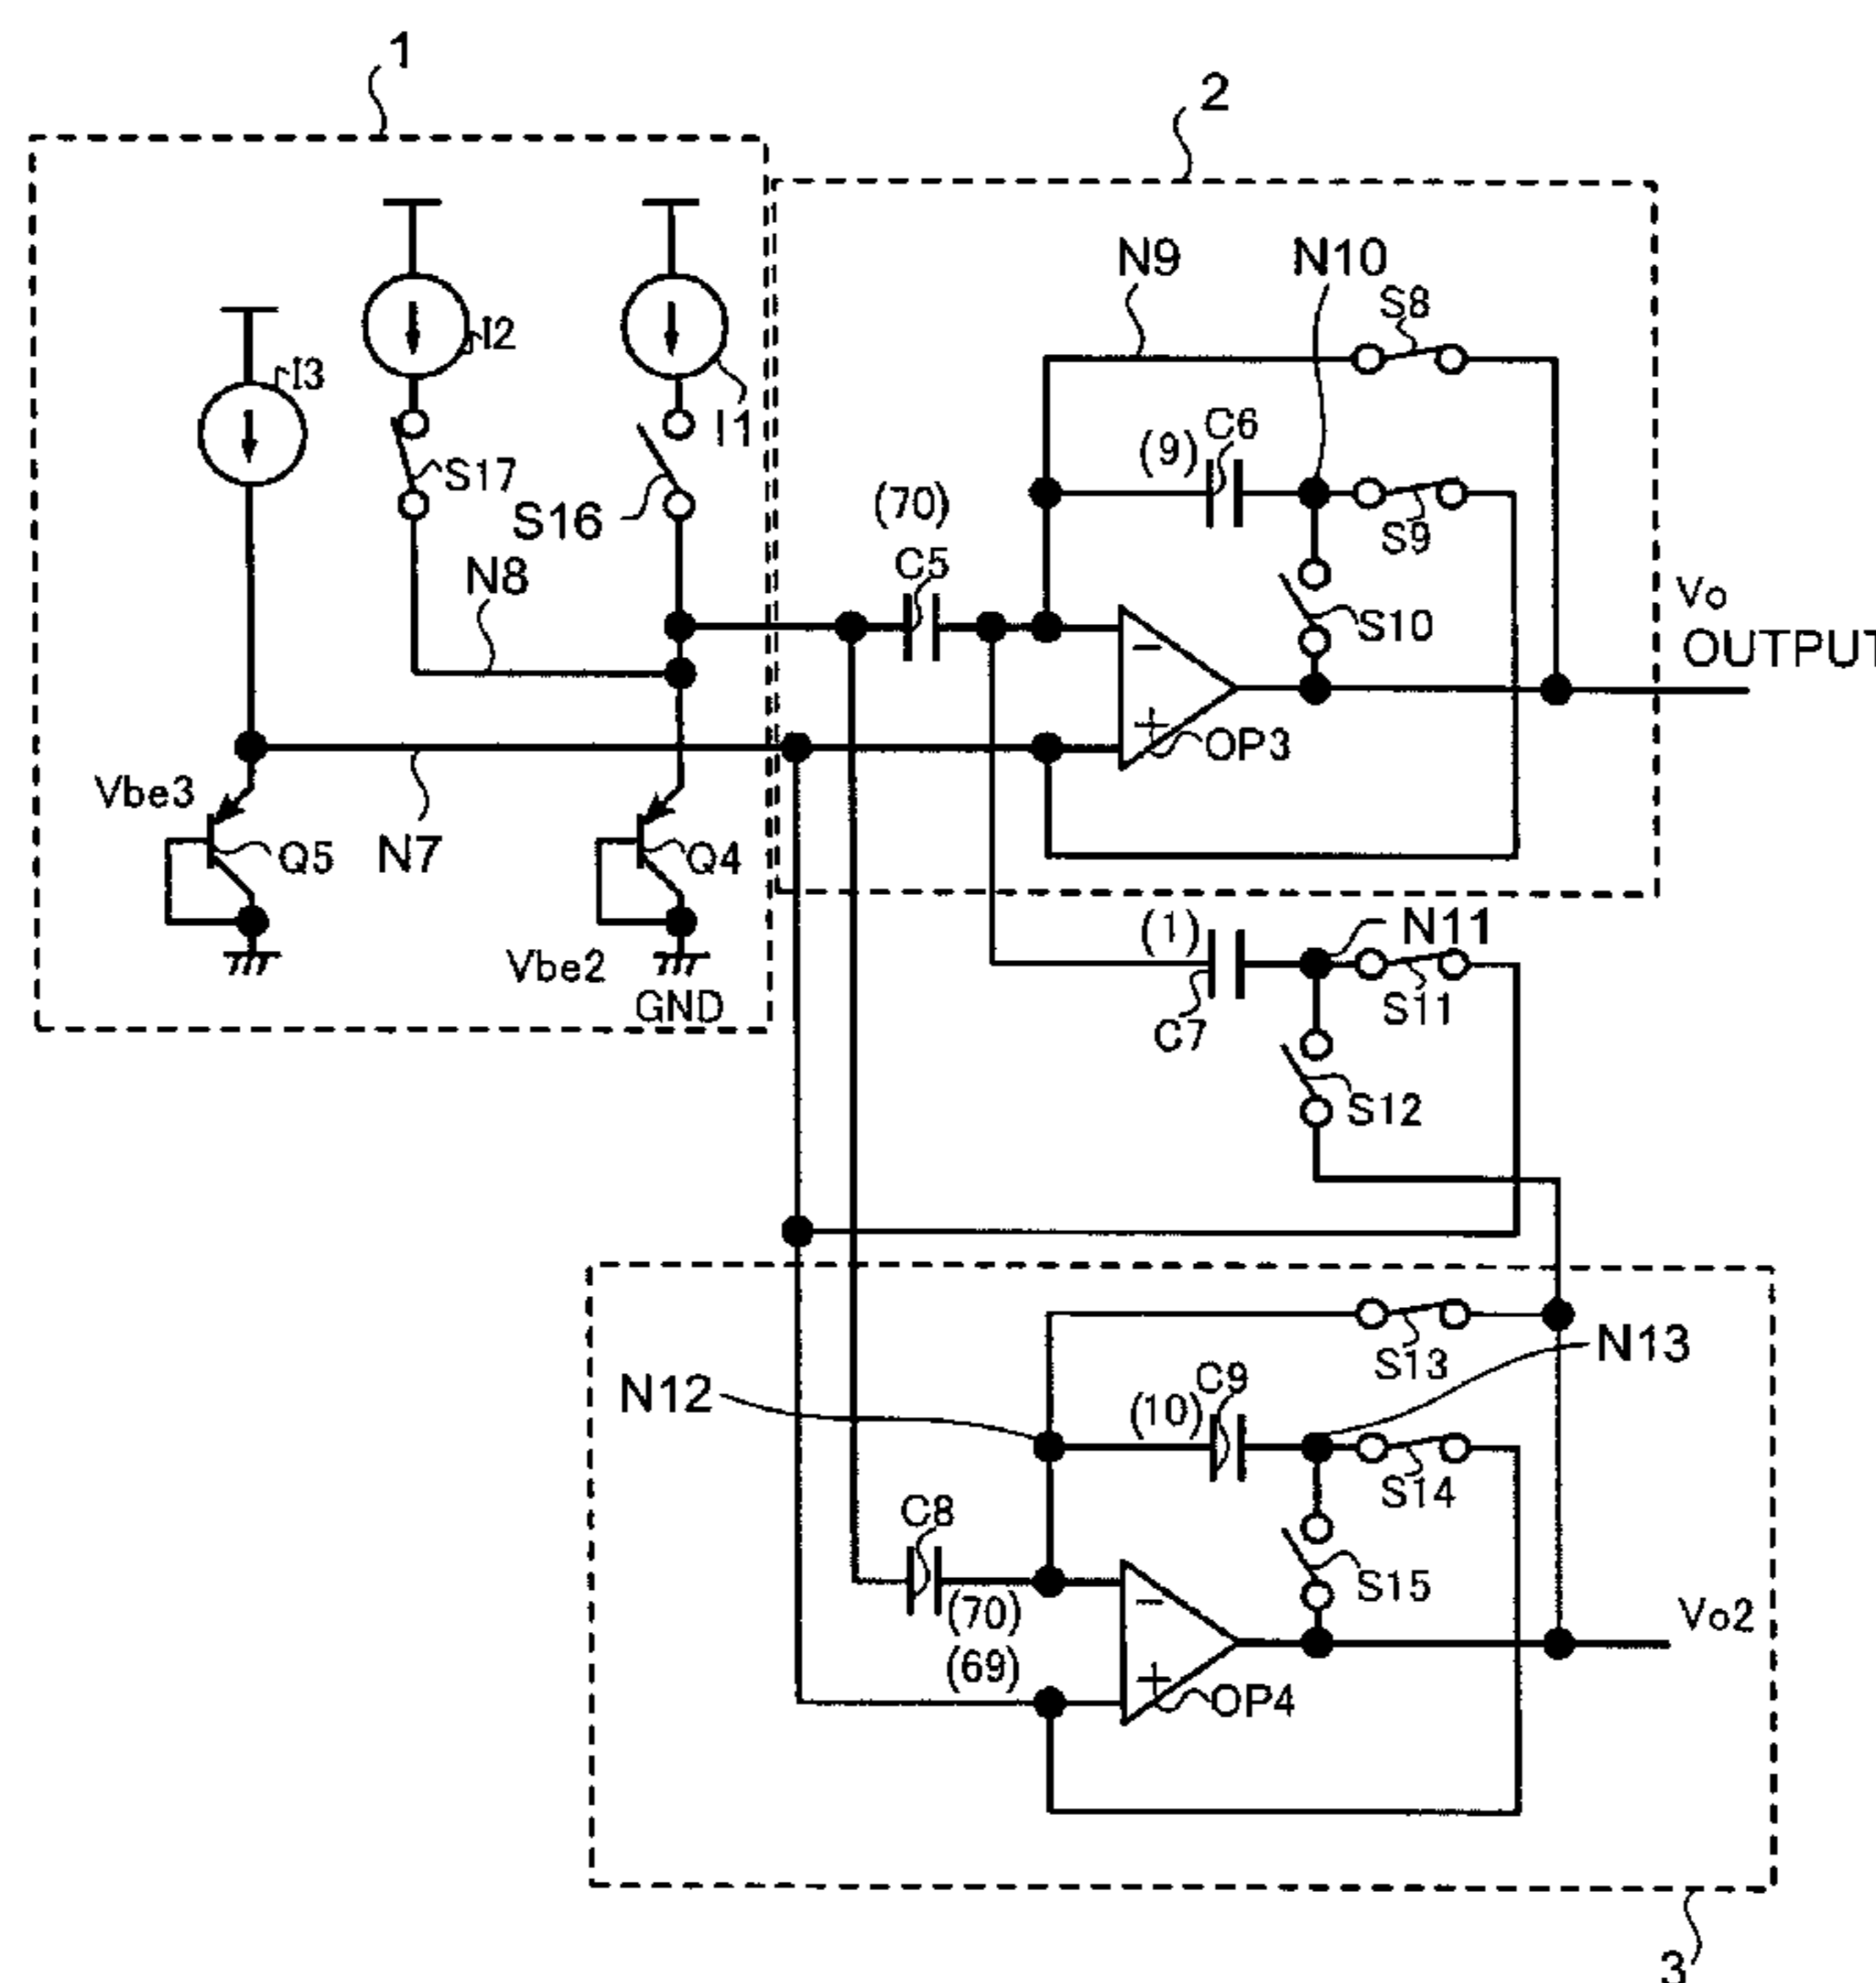 1
2
N9
N10
S8
I3
I2
I1
(9)
C6
S17
S16
(70)
S9
C5
N8
S10
Vo
OUTPUT
−
+
OP3
Vbe3
Q5
N7
Q4
Vbe2
GND
(1)
N11
C7
S11
S12
S13
N13
N12
C9
(10)
S14
C8
(70)
(69)
S15
−
+
OP4
Vo2
3